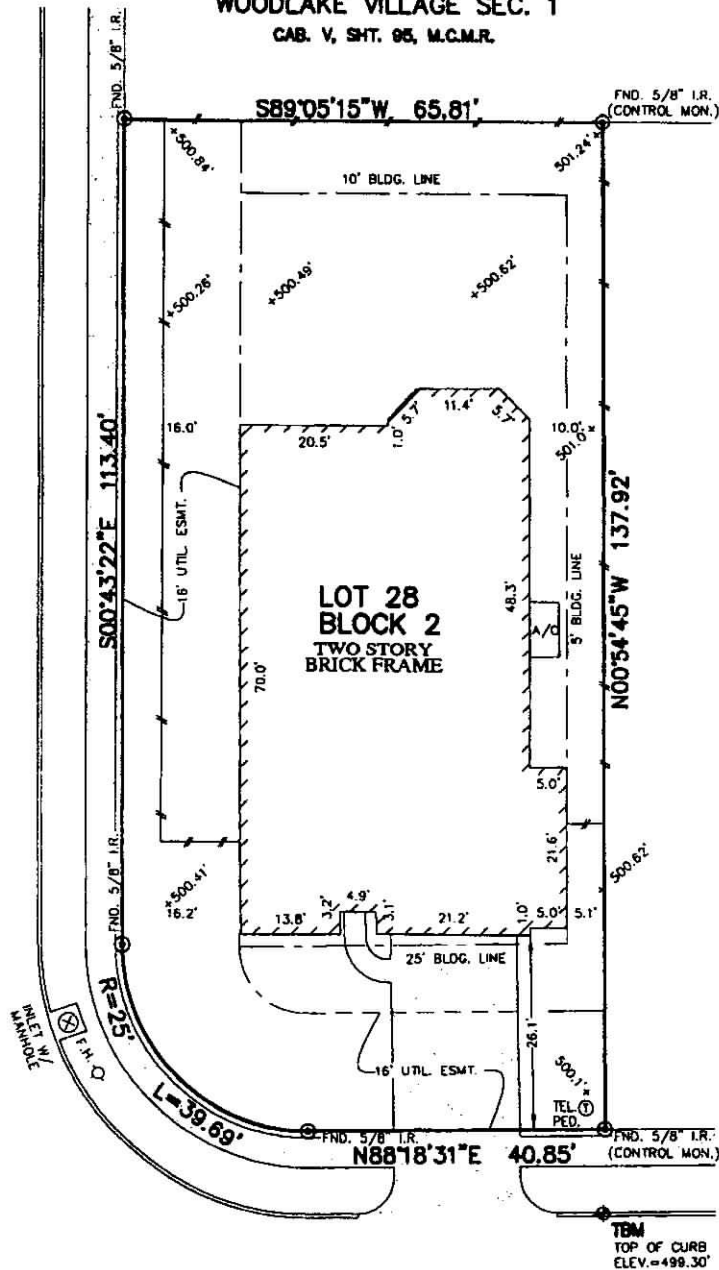 WOODLAKE VILLAGE SEC. 1
CAB. V, SHT. 95, M.C.M.R.
FND. 5/8" I.R.
S89°05'15"W 65.81'
FND. 5/8" I.R.
(CONTROL MON.)
500.84'
501.24'
10' BLDG. LINE
500.26'
500.49'
500.62'
11.4'
5.7'
5.7'
20.5'
1.0'
16.0'
10.0'
501.0'
S00°43'22"E 113.40'
16' UTIL. ESMT.
48.3'
N00°54'45"W 137.92'
LOT 28
BLOCK 2
TWO STORY
BRICK FRAME
A/C
5' BLDG. LINE
70.0'
5.0'
21.6'
FND. 5/8" I.R.
500.41'
16.2'
500.62'
13.8'
3.2'
4.9'
3.1'
21.2'
1.0'
5.0'
5.1'
25' BLDG. LINE
R=25'
26.1'
INLET W/
MANHOLE
F.H.
L=39.69'
16' UTIL. ESMT.
500.1'
TEL. T
PED.
FND. 5/8" I.R.
N88°18'31"E 40.85'
FND. 5/8" I.R.
(CONTROL MON.)
TBM
TOP OF CURB
ELEV.=499.30'